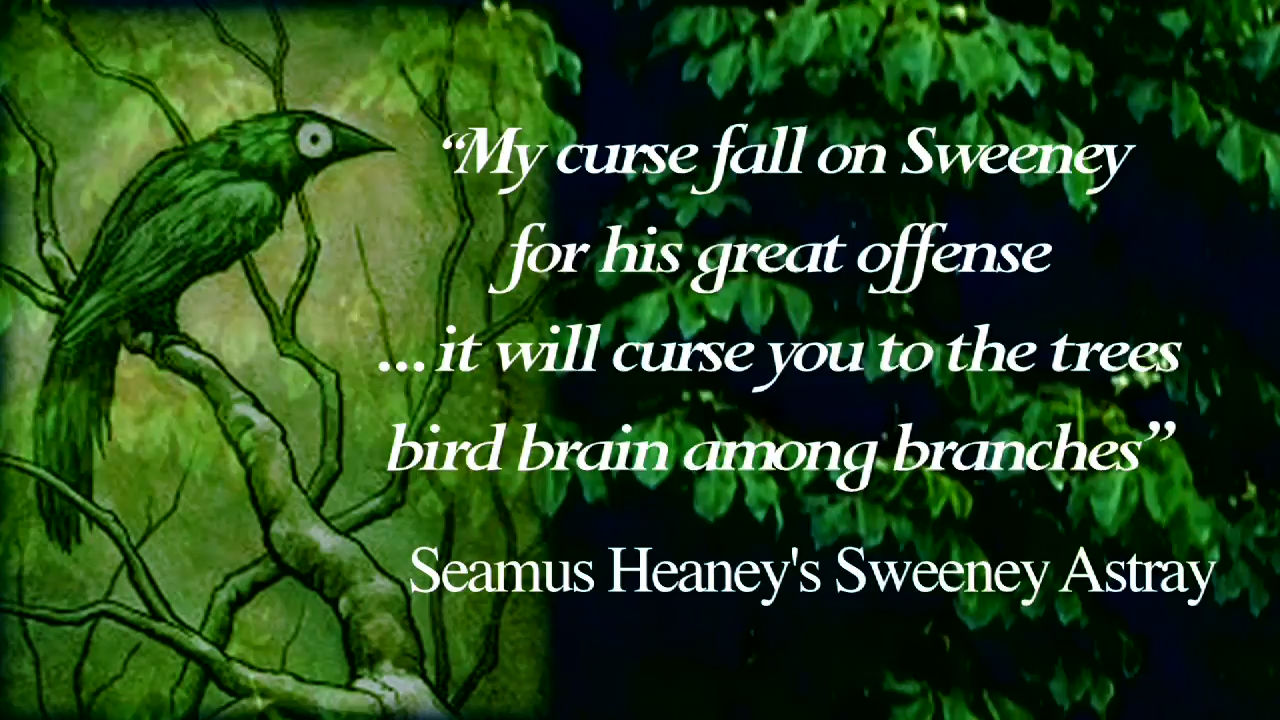 “My curse fall on Sweeney
for his great offense
...it will curse you to the trees
bird brain among branches”
Seamus Heaney's Sweeney Astray